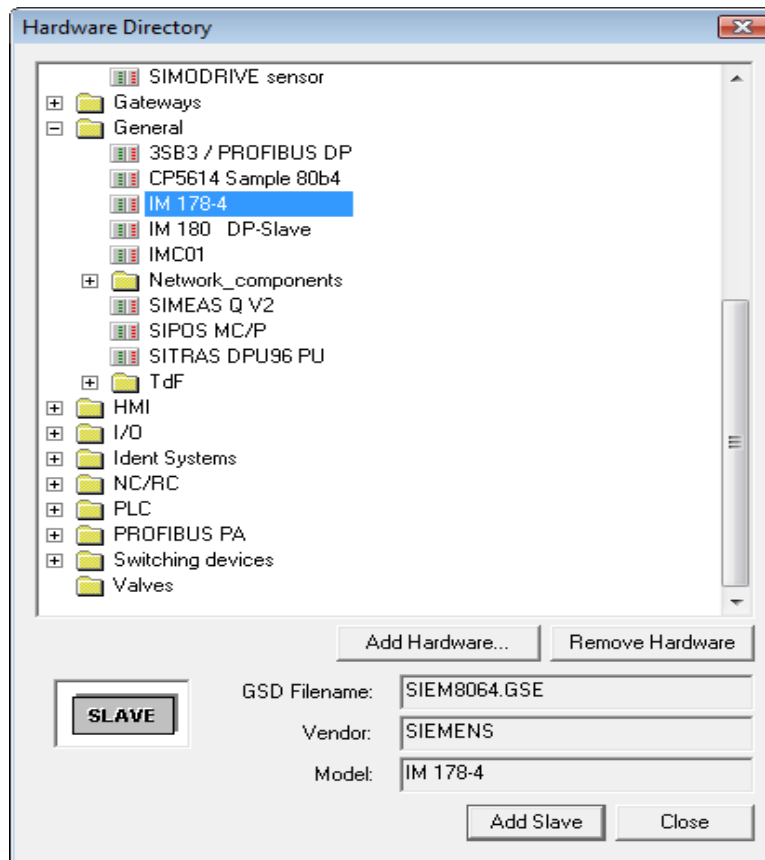 Hardware Directory
SIMODRIVE sensor
Gateways
General
3SB3 / PROFIBUS DP
CP5614 Sample 80b4
IM 178-4
IM 180   DP-Slave
IMC01
Network_components
SIMEAS Q V2
SIPOS MC/P
SITRAS DPU96 PU
TdF
HMI
I/O
Ident Systems
NC/RC
PLC
PROFIBUS PA
Switching devices
Valves
Add Hardware... Remove Hardware
SLAVE
GSD Filename: SIEM8064.GSE
Vendor: SIEMENS
Model: IM 178-4
Add Slave Close